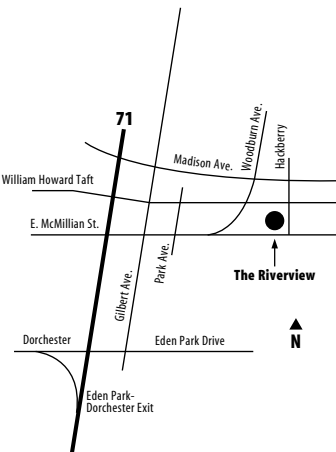 71
Woodburn Ave.
Hackberry
Madison Ave.
William Howard Taft
E. McMillian St.
Park Ave.
Gilbert Ave.
The Riverview
N
Dorchester
Eden Park Drive
Eden Park-
Dorchester Exit